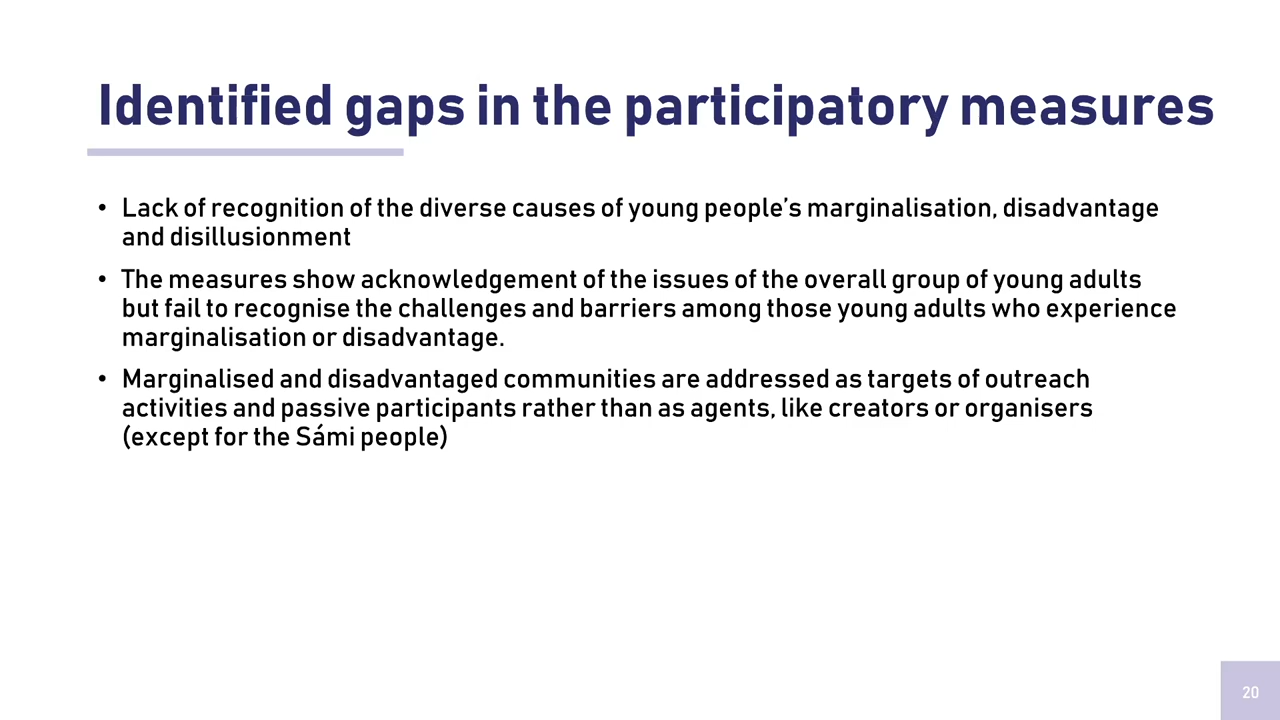 Identified gaps in the participatory measures
• Lack of recognition of the diverse causes of young people's marginalisation, disadvantage
and disillusionment
• The measures show acknowledgement of the issues of the overall group of young adults
but fail to recognise the challenges and barriers among those young adults who experience
marginalisation or disadvantage.
• Marginalised and disadvantaged communities are addressed as targets of outreach
activities and passive participants rather than as agents, like creators or organisers
(except for the Sámi people)
20